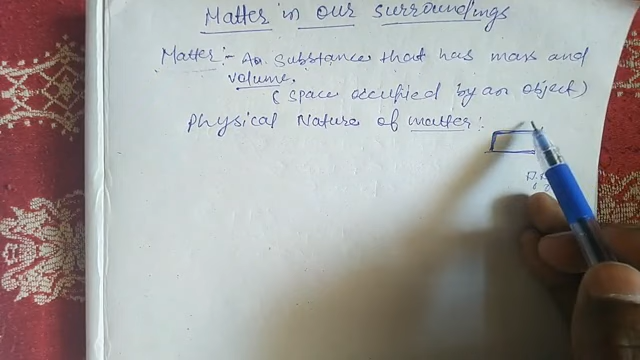 Matter in our surroundings
Matter :- A substance that has mass and
volume.
(space occupied by an object)
Physical Nature of matter :